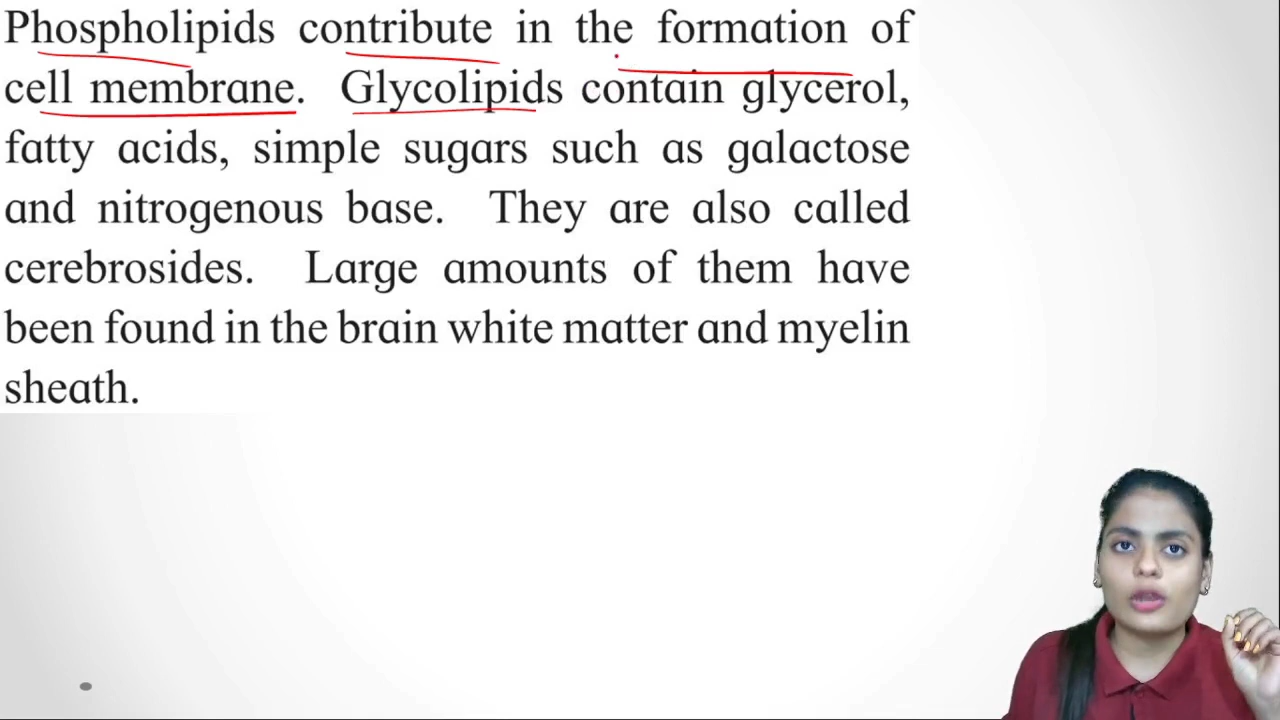 Phospholipids contribute in the formation of
cell membrane. Glycolipids contain glycerol,
fatty acids, simple sugars such as galactose
and nitrogenous base. They are also called
cerebrosides. Large amounts of them have
been found in the brain white matter and myelin
sheath.